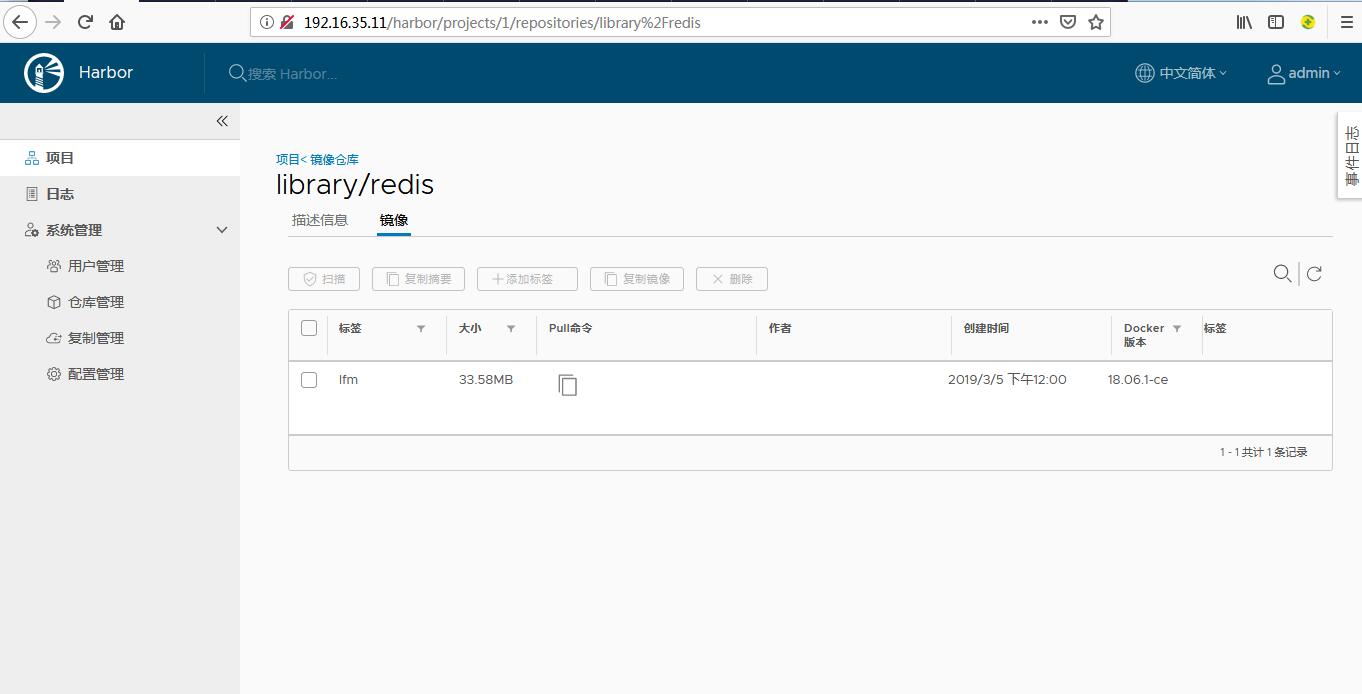 192.16.35.11/harbor/projects/1/repositories/library%2Fredis
Harbor
搜索 Harbor...
中文简体
admin
项目
日志
系统管理
用户管理
仓库管理
复制管理
配置管理
事件日志
项目< 镜像仓库
library/redis
描述信息 镜像
扫描 复制摘要 +添加标签 复制镜像 × 删除
标签 大小 Pull命令 作者 创建时间 Docker 版本 标签
lfm 33.58MB 2019/3/5 下午12:00 18.06.1-ce
1 - 1 共计 1 条记录